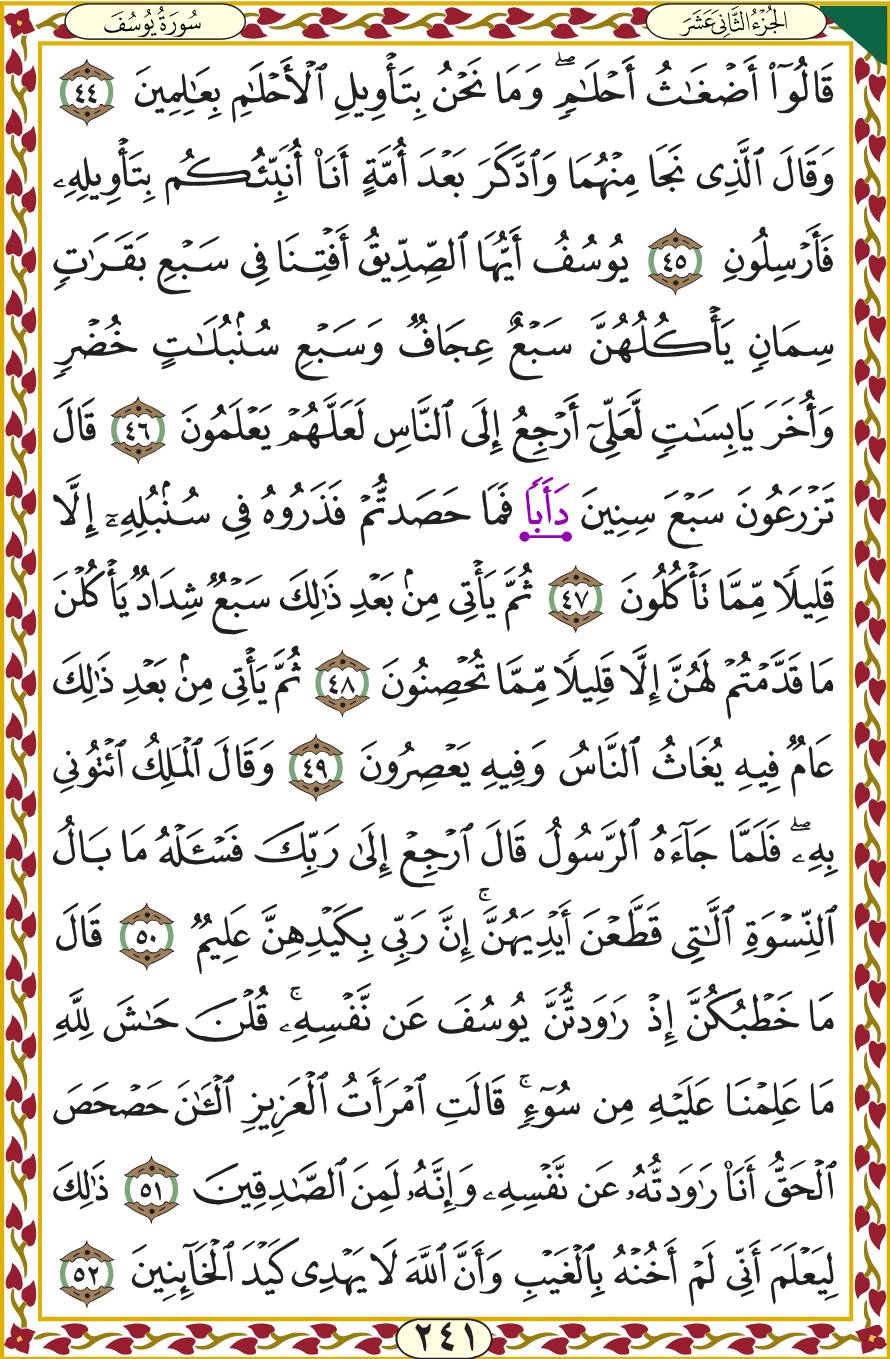 الجُزْءُ الثَّانِيَ عَشَرَ
سُورَةُ يُوسُفَ
قَالُوٓا۟ أَضْغَـٰثُ أَحْلَـٰمٍۢ ۖ وَمَا نَحْنُ بِتَأْوِيلِ ٱلْأَحْلَـٰمِ بِعَـٰلِمِينَ ٤٤
وَقَالَ ٱلَّذِى نَجَا مِنْهُمَا وَٱدَّكَرَ بَعْدَ أُمَّةٍ أَنَا۠ أُنَبِّئُكُم بِتَأْوِيلِهِۦ
فَأَرْسِلُونِ ٤٥ يُوسُفُ أَيُّهَا ٱلصِّدِّيقُ أَفْتِنَا فِى سَبْعِ بَقَرَٰتٍۢ
سِمَانٍۢ يَأْكُلُهُنَّ سَبْعٌ عِجَافٌۭ وَسَبْعِ سُنۢبُلَـٰتٍ خُضْرٍۢ
وَأُخَرَ يَابِسَـٰتٍۢ لَّعَلِّىٓ أَرْجِعُ إِلَى ٱلنَّاسِ لَعَلَّهُمْ يَعْلَمُونَ ٤٦ قَالَ
تَزْرَعُونَ سَبْعَ سِنِينَ دَأَبًۭا فَمَا حَصَدتُّمْ فَذَرُوهُ فِى سُنۢبُلِهِۦٓ إِلَّا
قَلِيلًۭا مِّمَّا تَأْكُلُونَ ٤٧ ثُمَّ يَأْتِى مِنۢ بَعْدِ ذَٰلِكَ سَبْعٌۭ شِدَادٌۭ يَأْكُلْنَ
مَا قَدَّمْتُمْ لَهُنَّ إِلَّا قَلِيلًۭا مِّمَّا تُحْصِنُونَ ٤٨ ثُمَّ يَأْتِى مِنۢ بَعْدِ ذَٰلِكَ
عَامٌۭ فِيهِ يُغَاثُ ٱلنَّاسُ وَفِيهِ يَعْصِرُونَ ٤٩ وَقَالَ ٱلْمَلِكُ ٱئْتُونِى
بِهِۦ ۖ فَلَمَّا جَآءَهُ ٱلرَّسُولُ قَالَ ٱرْجِعْ إِلَىٰ رَبِّكَ فَسْـَٔلْهُ مَا بَالُ
ٱلنِّسْوَةِ ٱلَّـٰتِى قَطَّعْنَ أَيْدِيَهُنَّ ۚ إِنَّ رَبِّى بِكَيْدِهِنَّ عَلِيمٌۭ ٥٠ قَالَ
مَا خَطْبُكُنَّ إِذْ رَٰوَدتُّنَّ يُوسُفَ عَن نَّفْسِهِۦ ۚ قُلْنَ حَـٰشَ لِلَّهِ
مَا عَلِمْنَا عَلَيْهِ مِن سُوٓءٍۢ ۚ قَالَتِ ٱمْرَأَتُ ٱلْعَزِيزِ ٱلْـَٔـٰنَ حَصْحَصَ
ٱلْحَقُّ أَنَا۠ رَٰوَدتُّهُۥ عَن نَّفْسِهِۦ وَإِنَّهُۥ لَمِنَ ٱلصَّـٰدِقِينَ ٥١ ذَٰلِكَ
لِيَعْلَمَ أَنِّى لَمْ أَخُنْهُ بِٱلْغَيْبِ وَأَنَّ ٱللَّهَ لَا يَهْدِى كَيْدَ ٱلْخَآئِنِينَ ٥٢
٢٤١